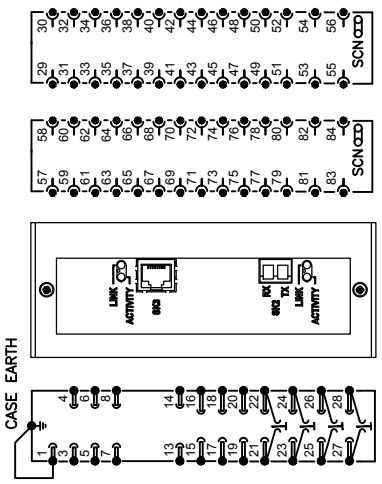 30 32 34 36 38 40 42 44 46 48 50 52 54 56
SCN
29 31 33 35 37 39 41 43 45 47 49 51 53 55
58 60 62 64 66 68 70 72 74 76 78 80 82 84
SCN
57 59 61 63 65 67 69 71 73 75 77 79 81 83
LINK
ACTIVITY
SK3
RX
SK2
TX
LINK
ACTIVITY
CASE EARTH
4 6 8 14 16 18 20 22 24 26 28
1 3 5 7 13 15 17 19 21 23 25 27